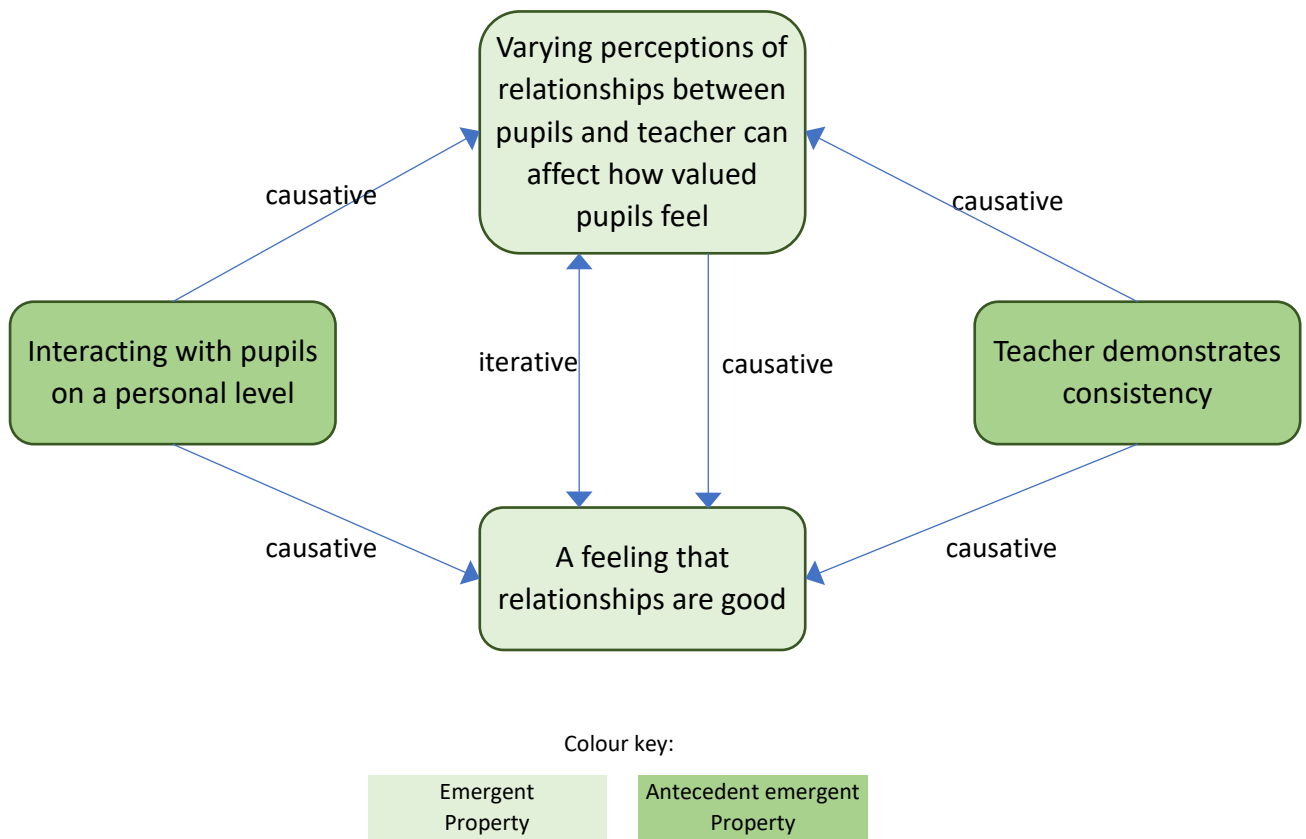 Varying perceptions of
relationships between
pupils and teacher can
affect how valued
pupils feel
causative
causative
Interacting with pupils
on a personal level
iterative
causative
Teacher demonstrates
consistency
causative
A feeling that
relationships are good
causative
Colour key:
Emergent
Property
Antecedent emergent
Property